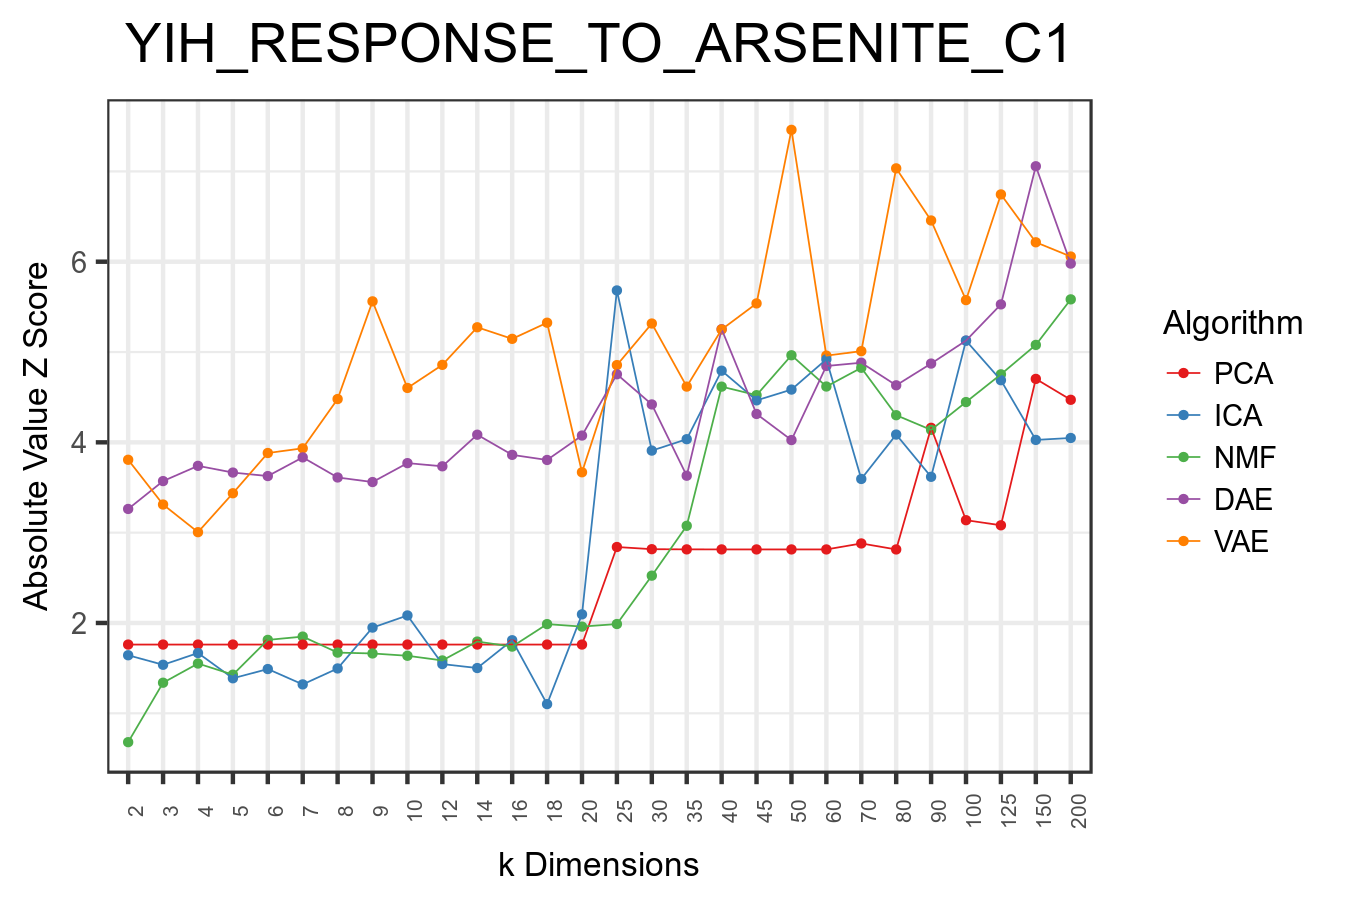 YIH_RESPONSE_TO_ARSENITE_C1
Absolute Value Z Score
6
4
2
2 3 4 5 6 7 8 9 10 12 14 16 18 20 25 30 35 40 45 50 60 70 80 90 100 125 150 200
k Dimensions
Algorithm
PCA
ICA
NMF
DAE
VAE